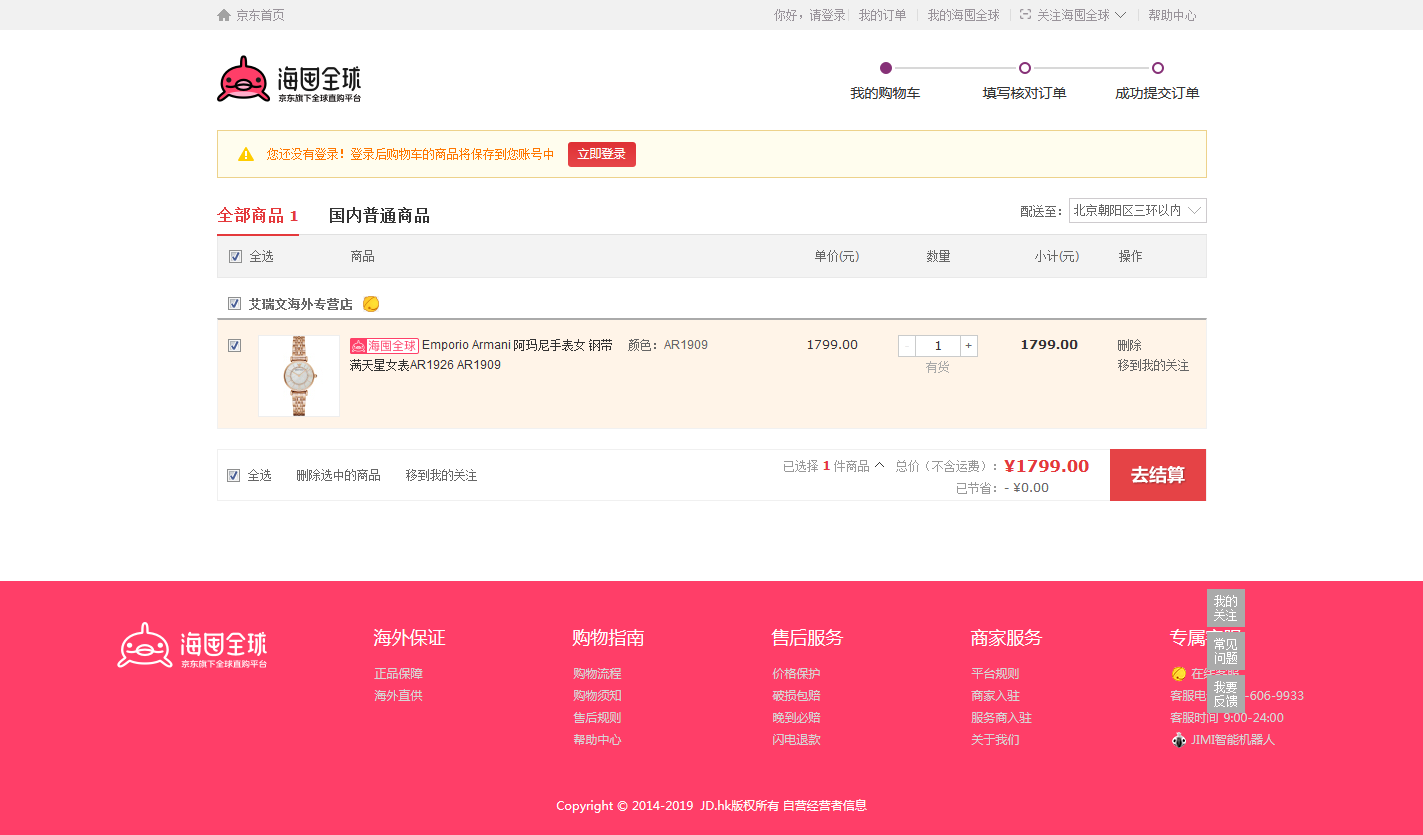 京东首页
你好，请登录 我的订单 我的海囤全球 关注海囤全球 帮助中心
海囤全球
京东旗下全球直购平台
我的购物车 填写核对订单 成功提交订单
您还没有登录！登录后购物车的商品将保存到您账号中 立即登录
全部商品 1 国内普通商品 配送至： 北京朝阳区三环以内
全选 商品 单价(元) 数量 小计(元) 操作
艾瑞文海外专营店
海囤全球 Emporio Armani 阿玛尼手表女 钢带 颜色：AR1909 1799.00 - 1 + 1799.00 删除
满天星女表AR1926 AR1909 有货 移到我的关注
全选 删除选中的商品 移到我的关注 已选择 1 件商品 总价（不含运费）： ¥1799.00 去结算
已节省： - ¥0.00
海囤全球
京东旗下全球直购平台
海外保证
正品保障
海外直供
购物指南
购物流程
购物须知
售后规则
帮助中心
售后服务
价格保护
破损包赔
晚到必赔
闪电退款
商家服务
平台规则
商家入驻
服务商入驻
关于我们
专属
在线客服
客服电 -606-9933
客服时间 9:00-24:00
JIMI智能机器人
我的
关注
常见
问题
我要
反馈
Copyright © 2014-2019 JD.hk版权所有 自营经营者信息